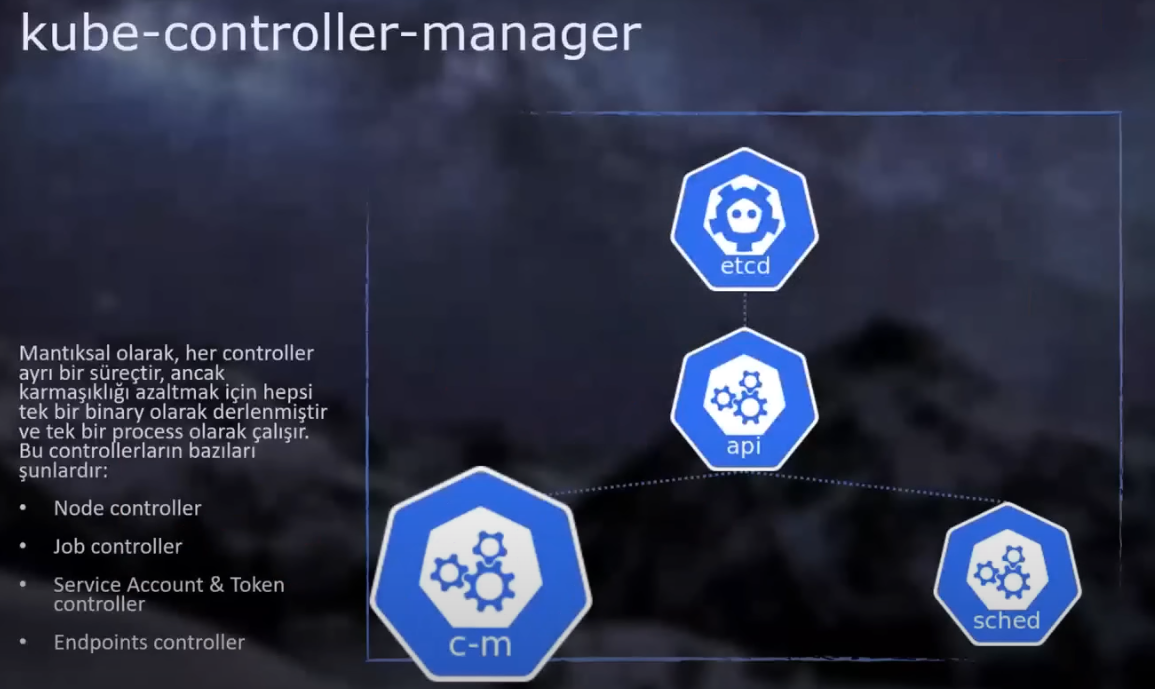 kube-controller-manager
etcd
api
Mantıksal olarak, her controller
ayrı bir süreçtir, ancak
karmaşıklığı azaltmak için hepsi
tek bir binary olarak derlenmiştir
ve tek bir process olarak çalışır.
Bu controllerların bazıları
şunlardır:
• Node controller
• Job controller
• Service Account & Token
controller
• Endpoints controller
c-m
sched